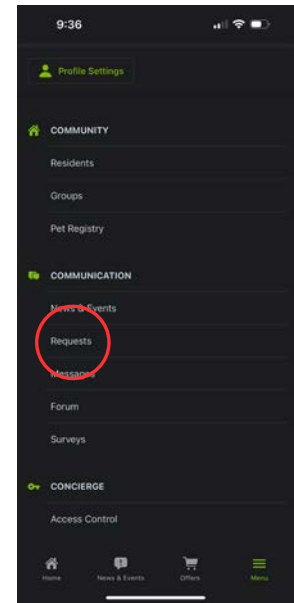 9:36
Profile Settings
COMMUNITY
Residents
Groups
Pet Registry
COMMUNICATION
News & Events
Requests
Messages
Forum
Surveys
CONCIERGE
Access Control
Home News & Events Offers Menu